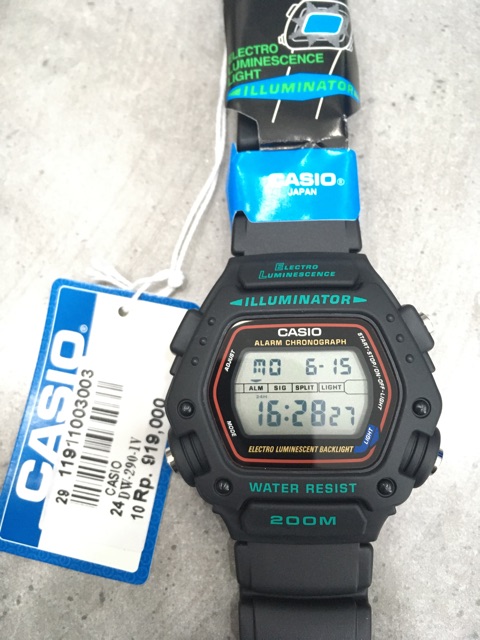 ELECTRO
LUMINESCENCE
LIGHT
ILLUMINATOR
CASIO®
JAPAN
ELECTRO
LUMINESCENCE
ILLUMINATOR
CASIO
ALARM CHRONOGRAPH
ADJUST
START·STOP/ON·OFF·LIGHT
MO 6-15
ALM SIG SPLIT LIGHT
24H
16:28 27
MODE
LIGHT
ELECTRO LUMINESCENT BACKLIGHT
WATER RESIST
200M
CASIO
29 11911003003
CASIO
24 DW-290-1V
10 Rp. 919,000